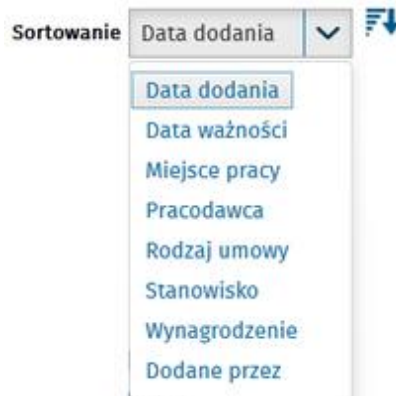 Sortowanie Data dodania
Data dodania
Data ważności
Miejsce pracy
Pracodawca
Rodzaj umowy
Stanowisko
Wynagrodzenie
Dodane przez